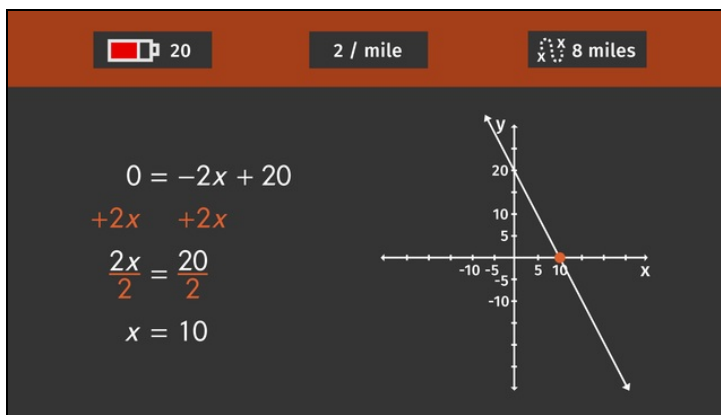 20
2 / mile
x x 8 miles
0 = −2x + 20
+2x +2x
2x/2 = 20/2
x = 10
y
20
10
5
-10 -5 5 10 x
-5
-10